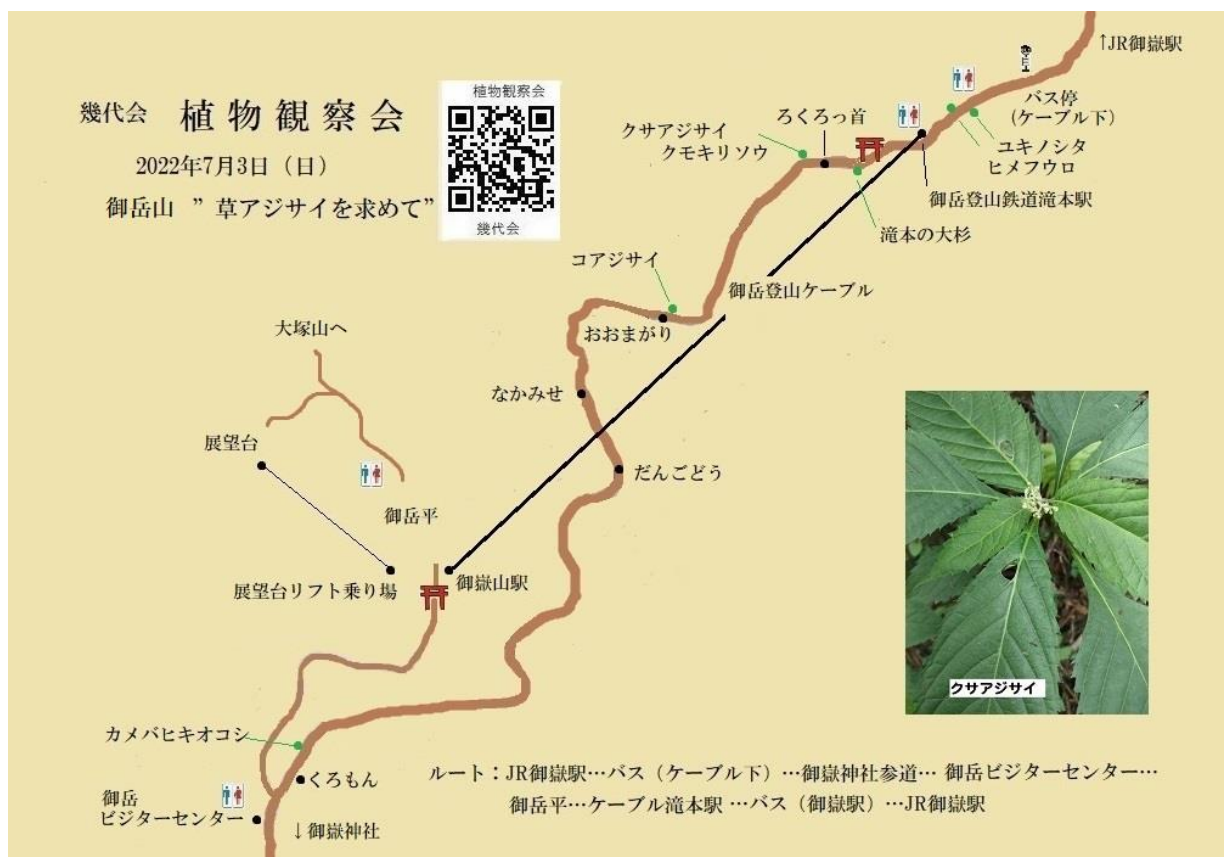 ↑JR御嶽駅
植物観察会
幾代会 植物観察会
2022年7月3日（日）
御岳山 ”草アジサイを求めて”
幾代会
バス停
（ケーブル下）
ユキノシタ
ヒメフウロ
ろくろっ首
クサアジサイ
クモキリソウ
御岳登山鉄道滝本駅
滝本の大杉
コアジサイ
御岳登山ケーブル
おおまがり
大塚山へ
なかみせ
展望台
だんごどう
御岳平
展望台リフト乗り場
御嶽山駅
クサアジサイ
カメバヒキオコシ
くろもん
御岳
ビジターセンター
↓御嶽神社
ルート：JR御嶽駅…バス（ケーブル下）…御嶽神社参道… 御岳ビジターセンター…
御岳平…ケーブル滝本駅 …バス（御嶽駅）…JR御嶽駅